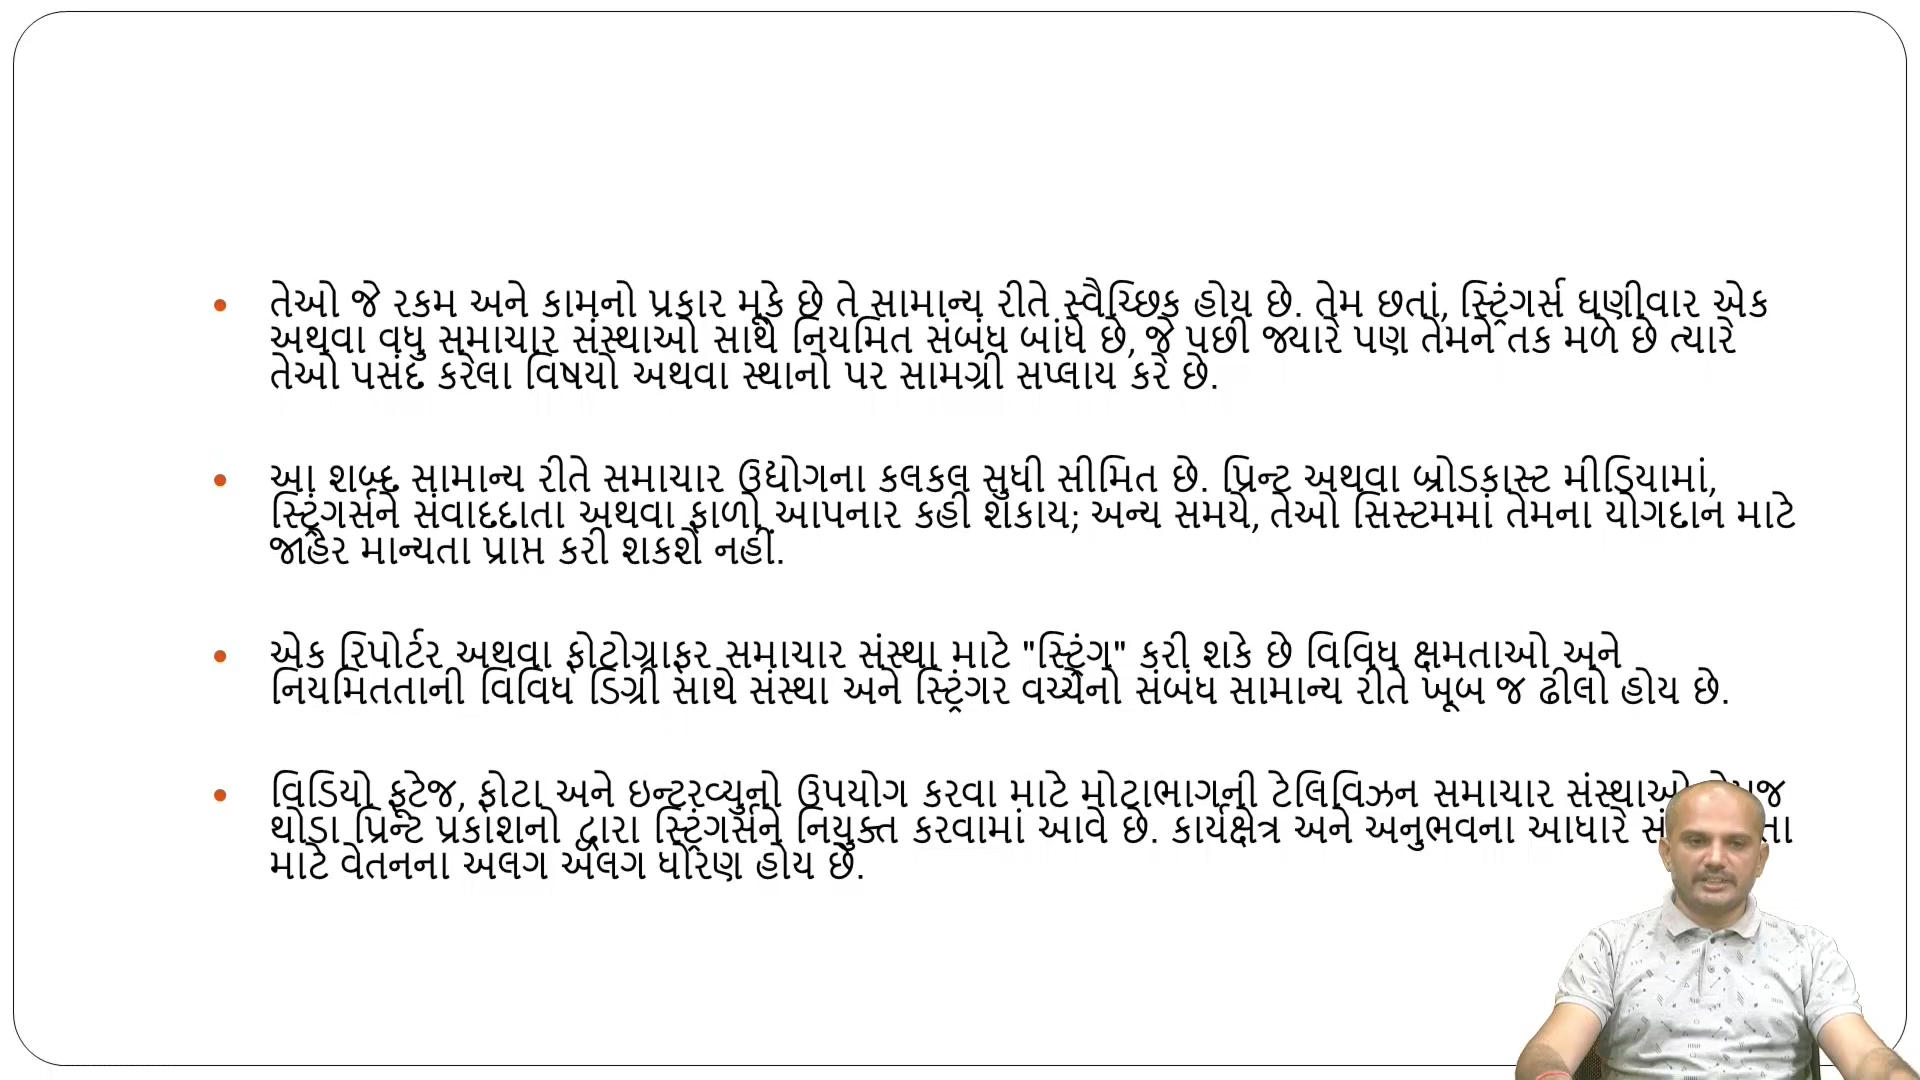 તેઓ જે રકમ અને કામનો પ્રકાર મૂકે છે તે સામાન્ય રીતે સ્વૈચ્છિક હોય છે. તેમ છતાં, સ્ટ્રિંગર્સ ઘણીવાર એક
અથવા વધુ સમાચાર સંસ્થાઓ સાથે નિયમિત સંબંધ બાંધે છે, જે પછી જ્યારે પણ તેમને તક મળે છે ત્યારે
તેઓ પસંદ કરેલા વિષયો અથવા સ્થાનો પર સામગ્રી સપ્લાય કરે છે.
આ શબ્દ સામાન્ય રીતે સમાચાર ઉદ્યોગના કલકલ સુધી સીમિત છે. પ્રિન્ટ અથવા બ્રોડકાસ્ટ મીડિયામાં,
સ્ટ્રિંગર્સને સંવાદદાતા અથવા ફાળો આપનાર કહી શકાય; અન્ય સમયે, તેઓ સિસ્ટમમાં તેમના યોગદાન માટે
જાહેર માન્યતા પ્રાપ્ત કરી શકશે નહીં.
એક રિપોર્ટર અથવા ફોટોગ્રાફર સમાચાર સંસ્થા માટે "સ્ટ્રિંગ" કરી શકે છે વિવિધ ક્ષમતાઓ અને
નિયમિતતાની વિવિધ ડિગ્રી સાથે સંસ્થા અને સ્ટ્રિંગર વચ્ચેનો સંબંધ સામાન્ય રીતે ખૂબ જ ઢીલો હોય છે.
વિડિયો ફૂટેજ, ફોટા અને ઇન્ટરવ્યુનો ઉપયોગ કરવા માટે મોટાભાગની ટેલિવિઝન સમાચાર
થોડા પ્રિન્ટ પ્રકાશનો દ્વારા સ્ટ્રિંગર્સને નિયુક્ત કરવામાં આવે છે. કાર્યક્ષેત્ર અને અનુભવના આધારે
માટે વેતનના અલગ અલગ ધોરણ હોય છે.